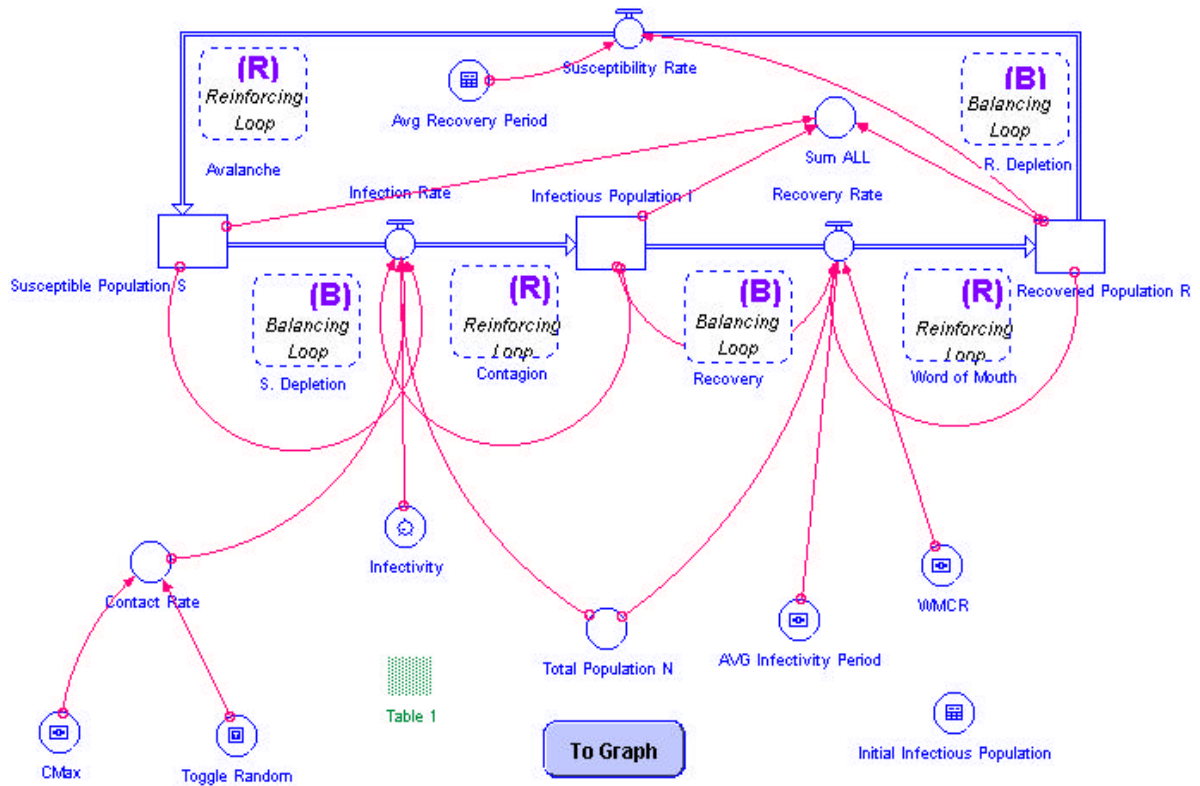 Susceptibility Rate
(R)
Reinforcing
Loop
Avalanche
Avg Recovery Period
Sum ALL
(B)
Balancing
Loop
R. Depletion
Infection Rate
Infectious Population I
Recovery Rate
Susceptible Population S
Recovered Population R
(B)
Balancing
Loop
S. Depletion
(R)
Reinforcing
Loop
Contagion
(B)
Balancing
Loop
Recovery
(R)
Reinforcing
Loop
Word of Mouth
Infectivity
Contact Rate
WMCR
Total Population N
AVG Infectivity Period
Table 1
To Graph
CMax
Toggle Random
Initial Infectious Population